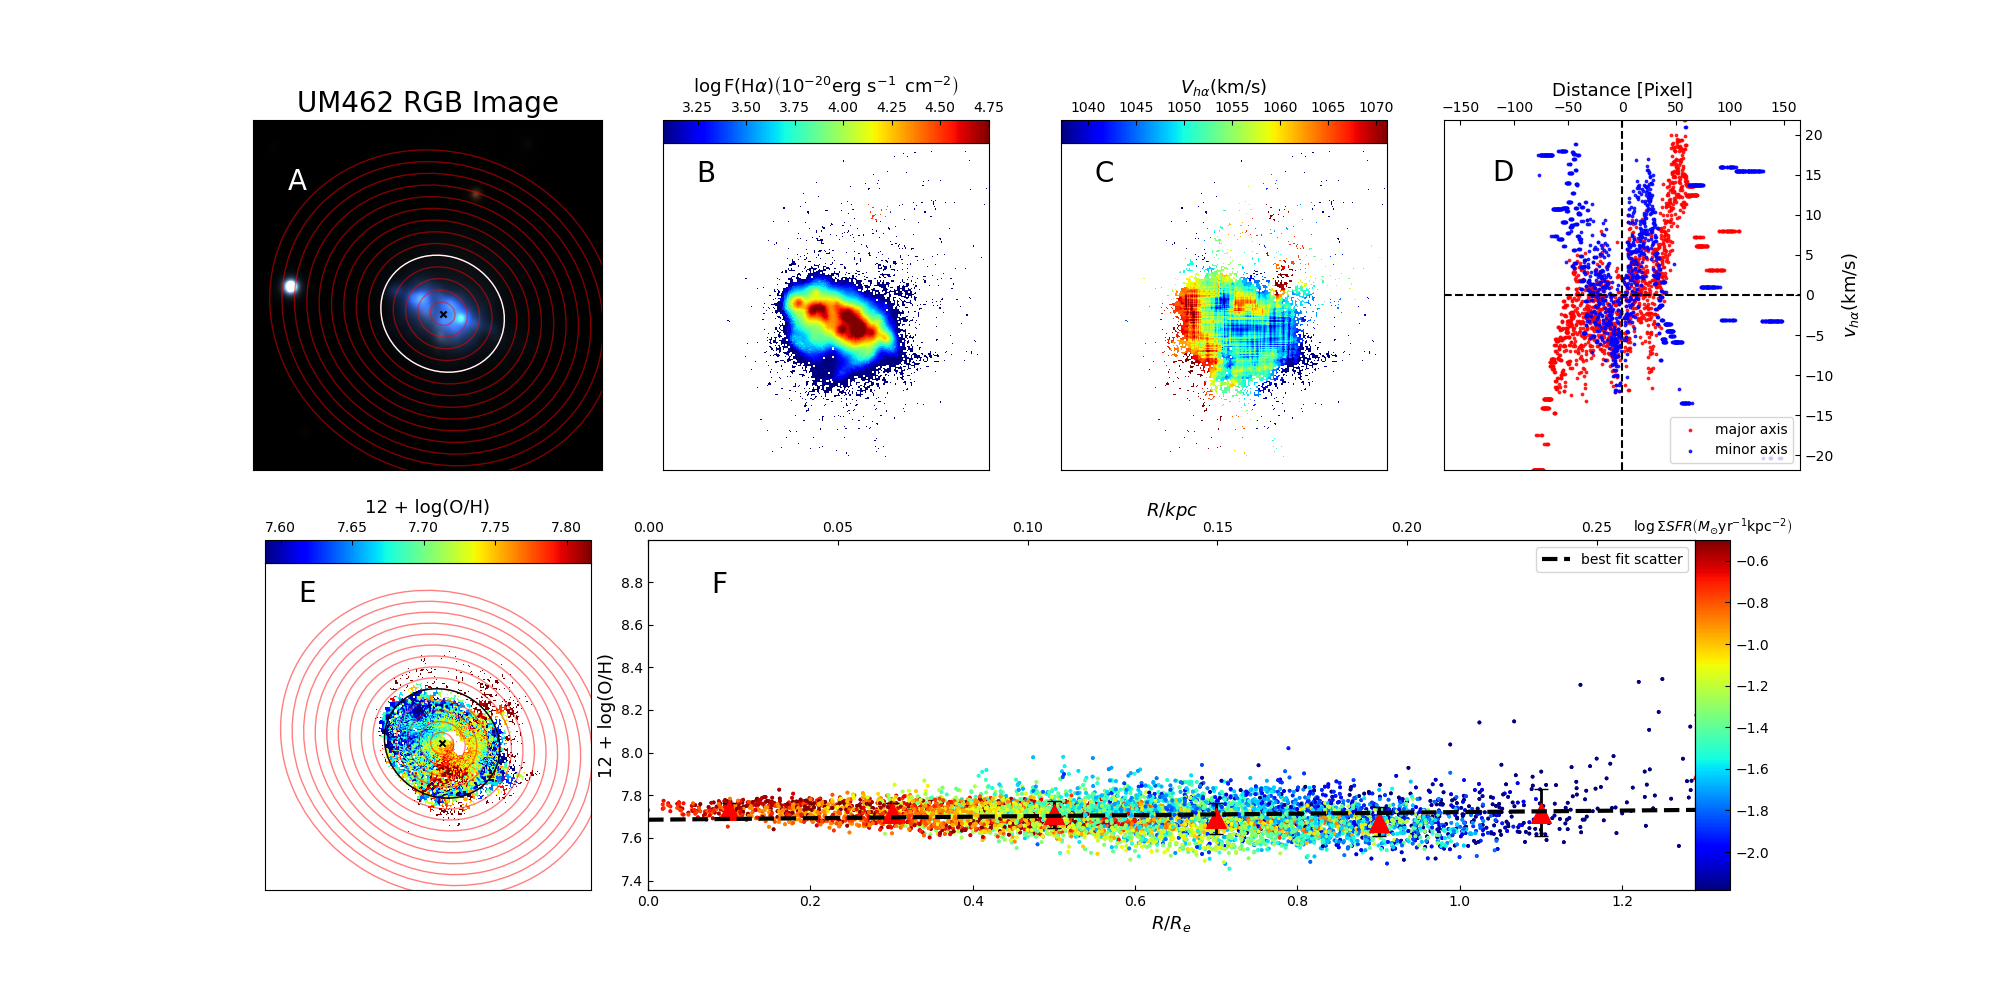 UM462 RGB Image
A
log F(Hα)(10⁻²⁰erg s⁻¹ cm⁻²)
3.25 3.50 3.75 4.00 4.25 4.50 4.75
B
V_hα(km/s)
1040 1045 1050 1055 1060 1065 1070
C
Distance [Pixel]
−150 −100 −50 0 50 100 150
D
20
15
10
5
0
−5
−10
−15
−20
v_hα(km/s)
major axis
minor axis
12 + log(O/H)
7.60 7.65 7.70 7.75 7.80
E
R/kpc
0.00 0.05 0.10 0.15 0.20 0.25
log ΣSFR(M_⊙yr⁻¹kpc⁻²)
F
best fit scatter
12 + log(O/H)
8.8
8.6
8.4
8.2
8.0
7.8
7.6
7.4
0.0 0.2 0.4 0.6 0.8 1.0 1.2
R/R_e
−0.6
−0.8
−1.0
−1.2
−1.4
−1.6
−1.8
−2.0